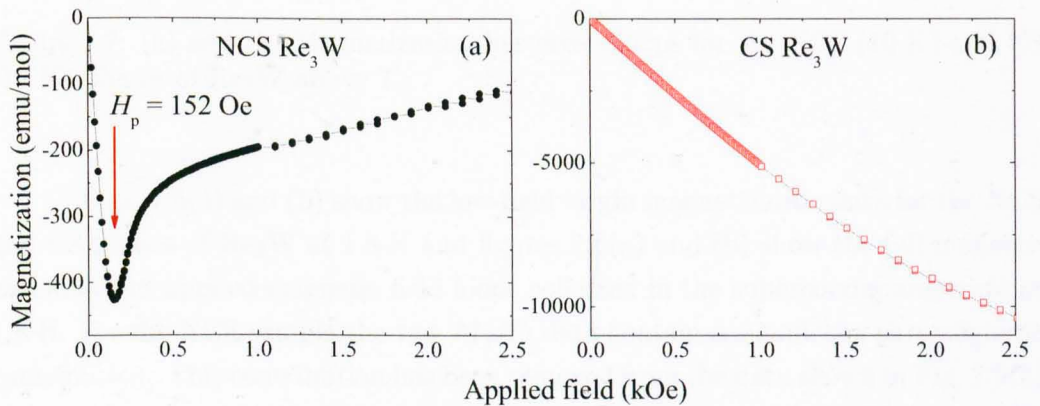 NCS Re₃W
(a)
Hₚ = 152 Oe
Magnetization (emu/mol)
0
-100
-200
-300
-400
0.0
0.5
1.0
1.5
2.0
2.5
CS Re₃W
(b)
0
-5000
-10000
0.0
0.5
1.0
1.5
2.0
2.5
Applied field (kOe)